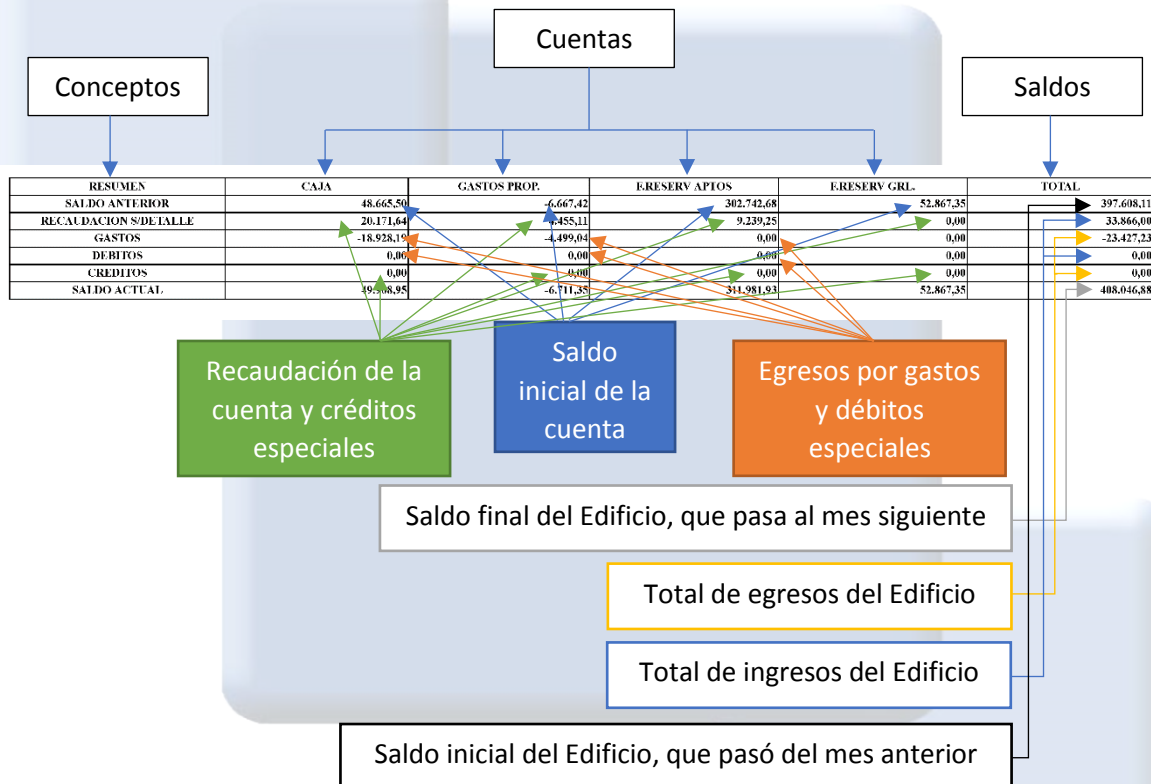 Cuentas
Conceptos
Saldos
RESUMEN CAJA GASTOS PROP. F.RESERV APTOS F.RESERV GRL. TOTAL
SALDO ANTERIOR 48.665,50 -6.667,42 302.742,68 52.867,35 397.608,11
RECAUDACION S/DETALLE 20.171,64 4.455,11 9.239,25 0,00 33.866,00
GASTOS -18.928,19 -4.499,04 0,00 0,00 -23.427,23
DEBITOS 0,00 0,00 0,00 0,00 0,00
CREDITOS 0,00 0,00 0,00 0,00 0,00
SALDO ACTUAL -6.711,35 311.981,93 52.867,35 408.046,88
Recaudación de la
cuenta y créditos
especiales
Saldo
inicial de la
cuenta
Egresos por gastos
y débitos
especiales
Saldo final del Edificio, que pasa al mes siguiente
Total de egresos del Edificio
Total de ingresos del Edificio
Saldo inicial del Edificio, que pasó del mes anterior